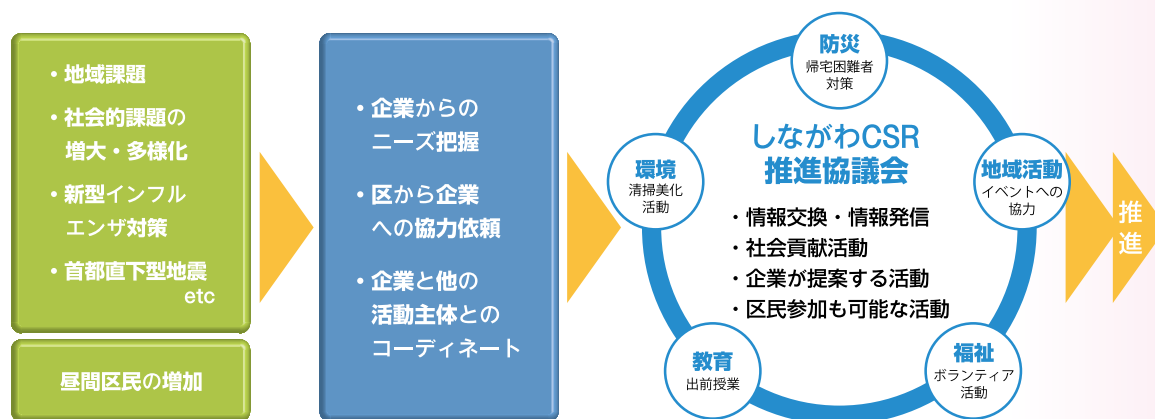 ・地域課題
・社会的課題の
増大・多様化
・新型インフル
エンザ対策
・首都直下型地震
etc
昼間区民の増加
・企業からの
ニーズ把握
・区から企業
への協力依頼
・企業と他の
活動主体との
コーディネート
防災
帰宅困難者
対策
しながわCSR
推進協議会
環境
清掃美化
活動
地域活動
イベントへの
協力
・情報交換・情報発信
・社会貢献活動
・企業が提案する活動
・区民参加も可能な活動
教育
出前授業
福祉
ボランティア
活動
推進